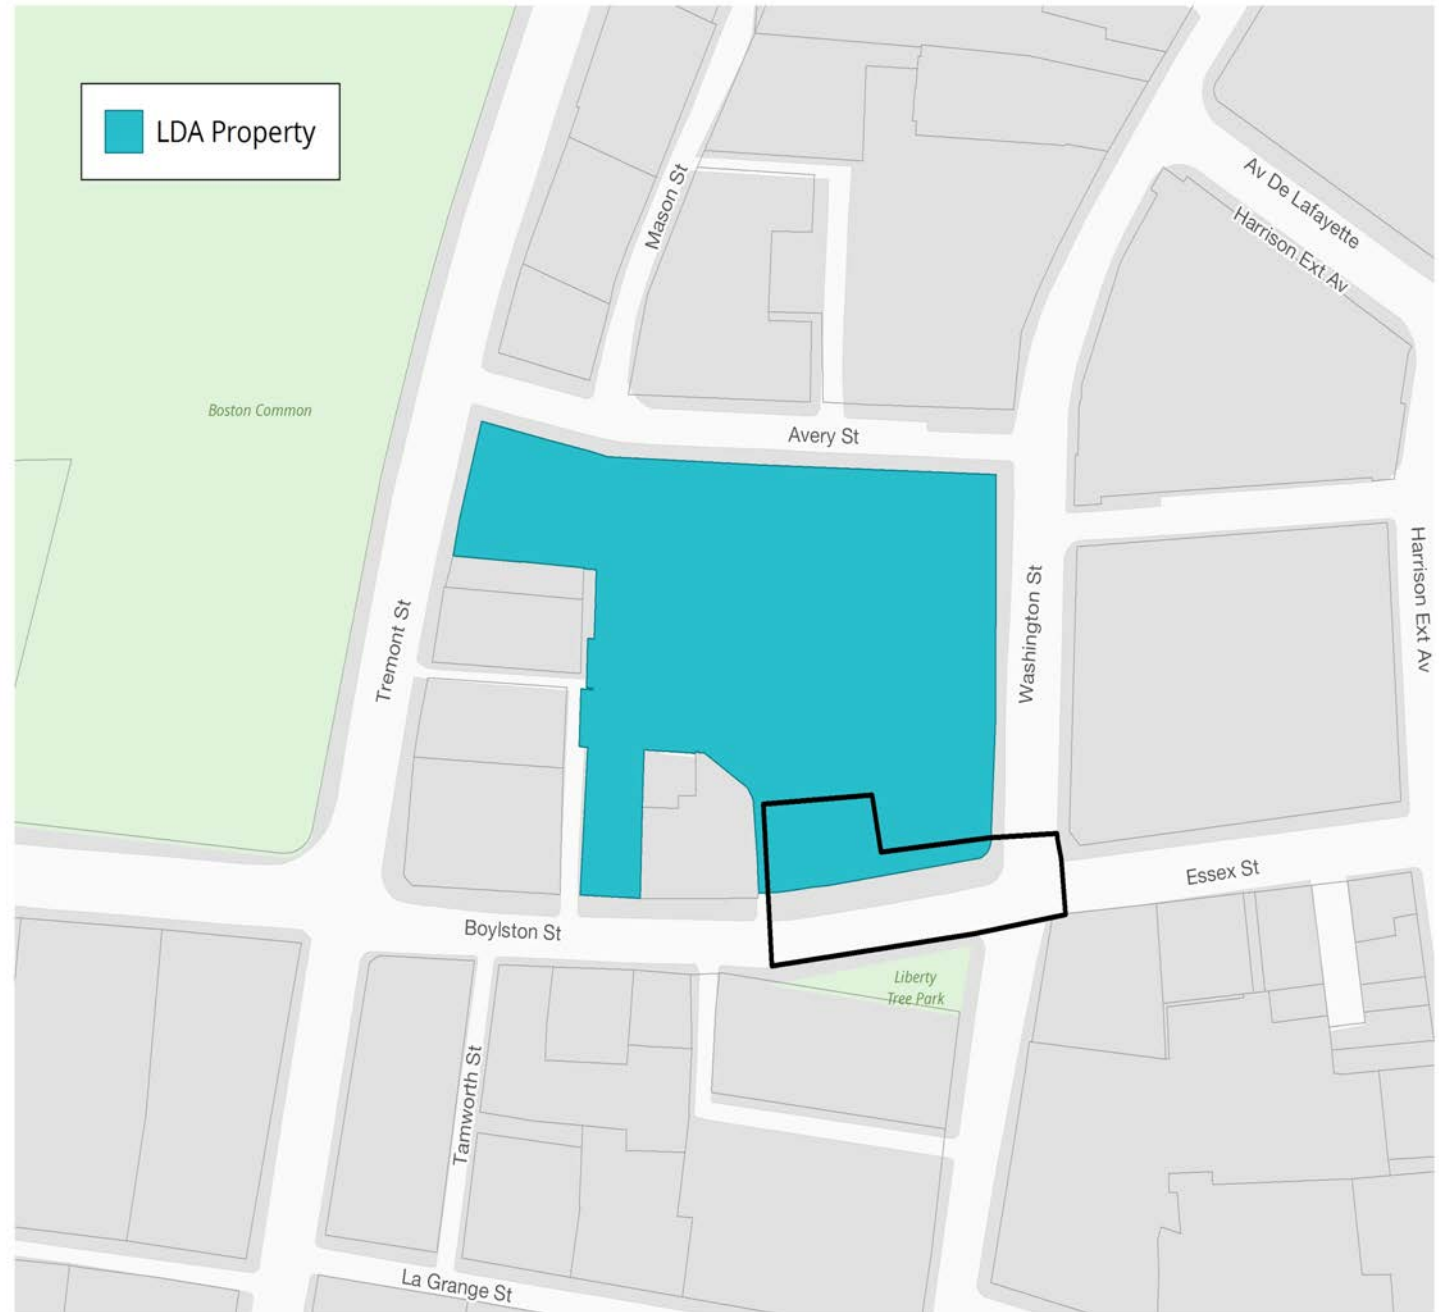 LDA Property
Mason St
Av De Lafayette
Harrison Ext Av
Boston Common
Avery St
Tremont St
Washington St
Harrison Ext Av
Essex St
Boylston St
Liberty
Tree Park
Tamworth St
La Grange St